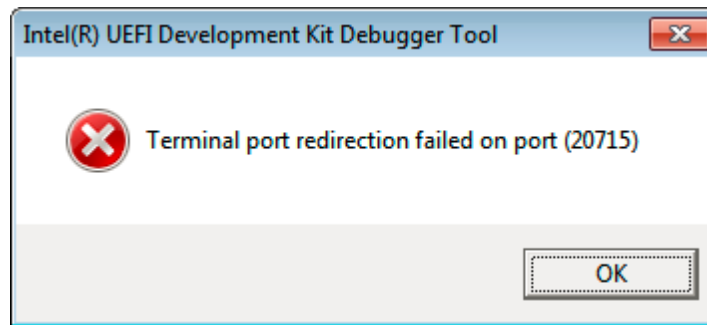 Intel(R) UEFI Development Kit Debugger Tool
Terminal port redirection failed on port (20715)
OK